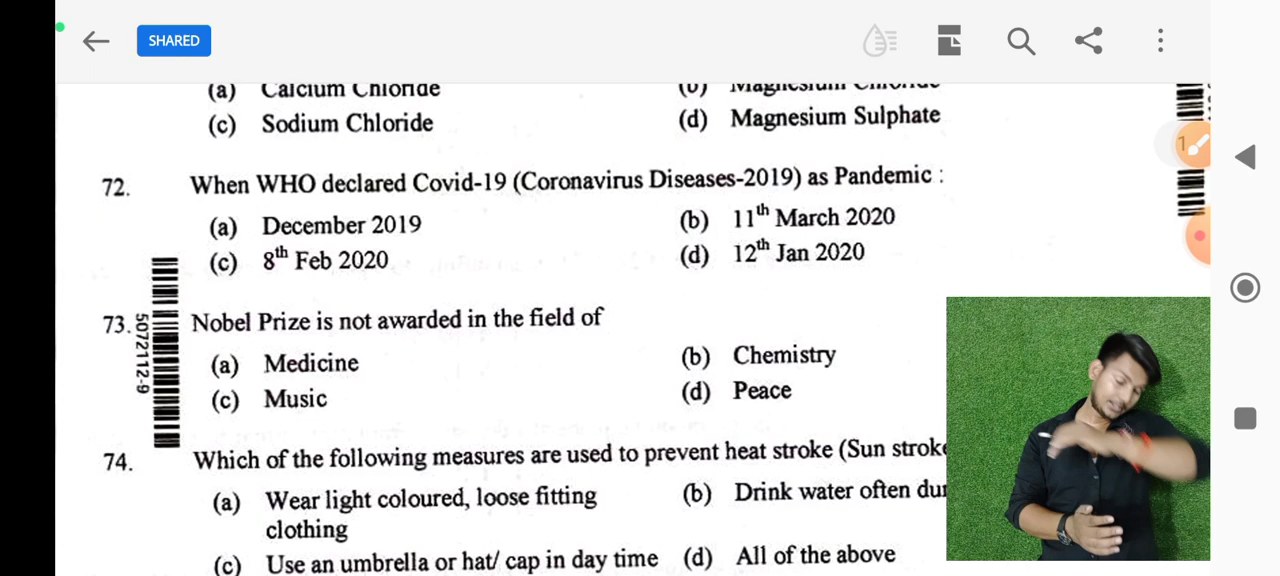 SHARED
(a) Calcium Chloride (b) Magnesium Chloride
(c) Sodium Chloride (d) Magnesium Sulphate
1
72. When WHO declared Covid-19 (Coronavirus Diseases-2019) as Pandemic :
(a) December 2019 (b) 11th March 2020
(c) 8th Feb 2020 (d) 12th Jan 2020
5072112-9
73. Nobel Prize is not awarded in the field of
(a) Medicine (b) Chemistry
(c) Music (d) Peace
74. Which of the following measures are used to prevent heat stroke (Sun stroke
(a) Wear light coloured, loose fitting (b) Drink water often
clothing
(c) Use an umbrella or hat/ cap in day time (d) All of the above